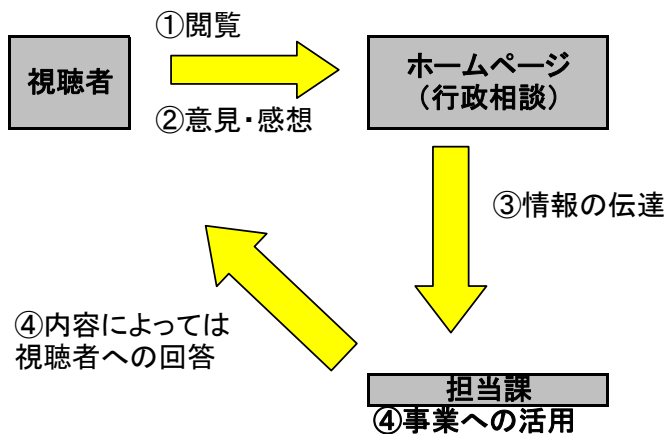 ①閲覧
視聴者
②意見・感想
ホームページ
（行政相談）
③情報の伝達
④内容によっては
視聴者への回答
担当課
④事業への活用